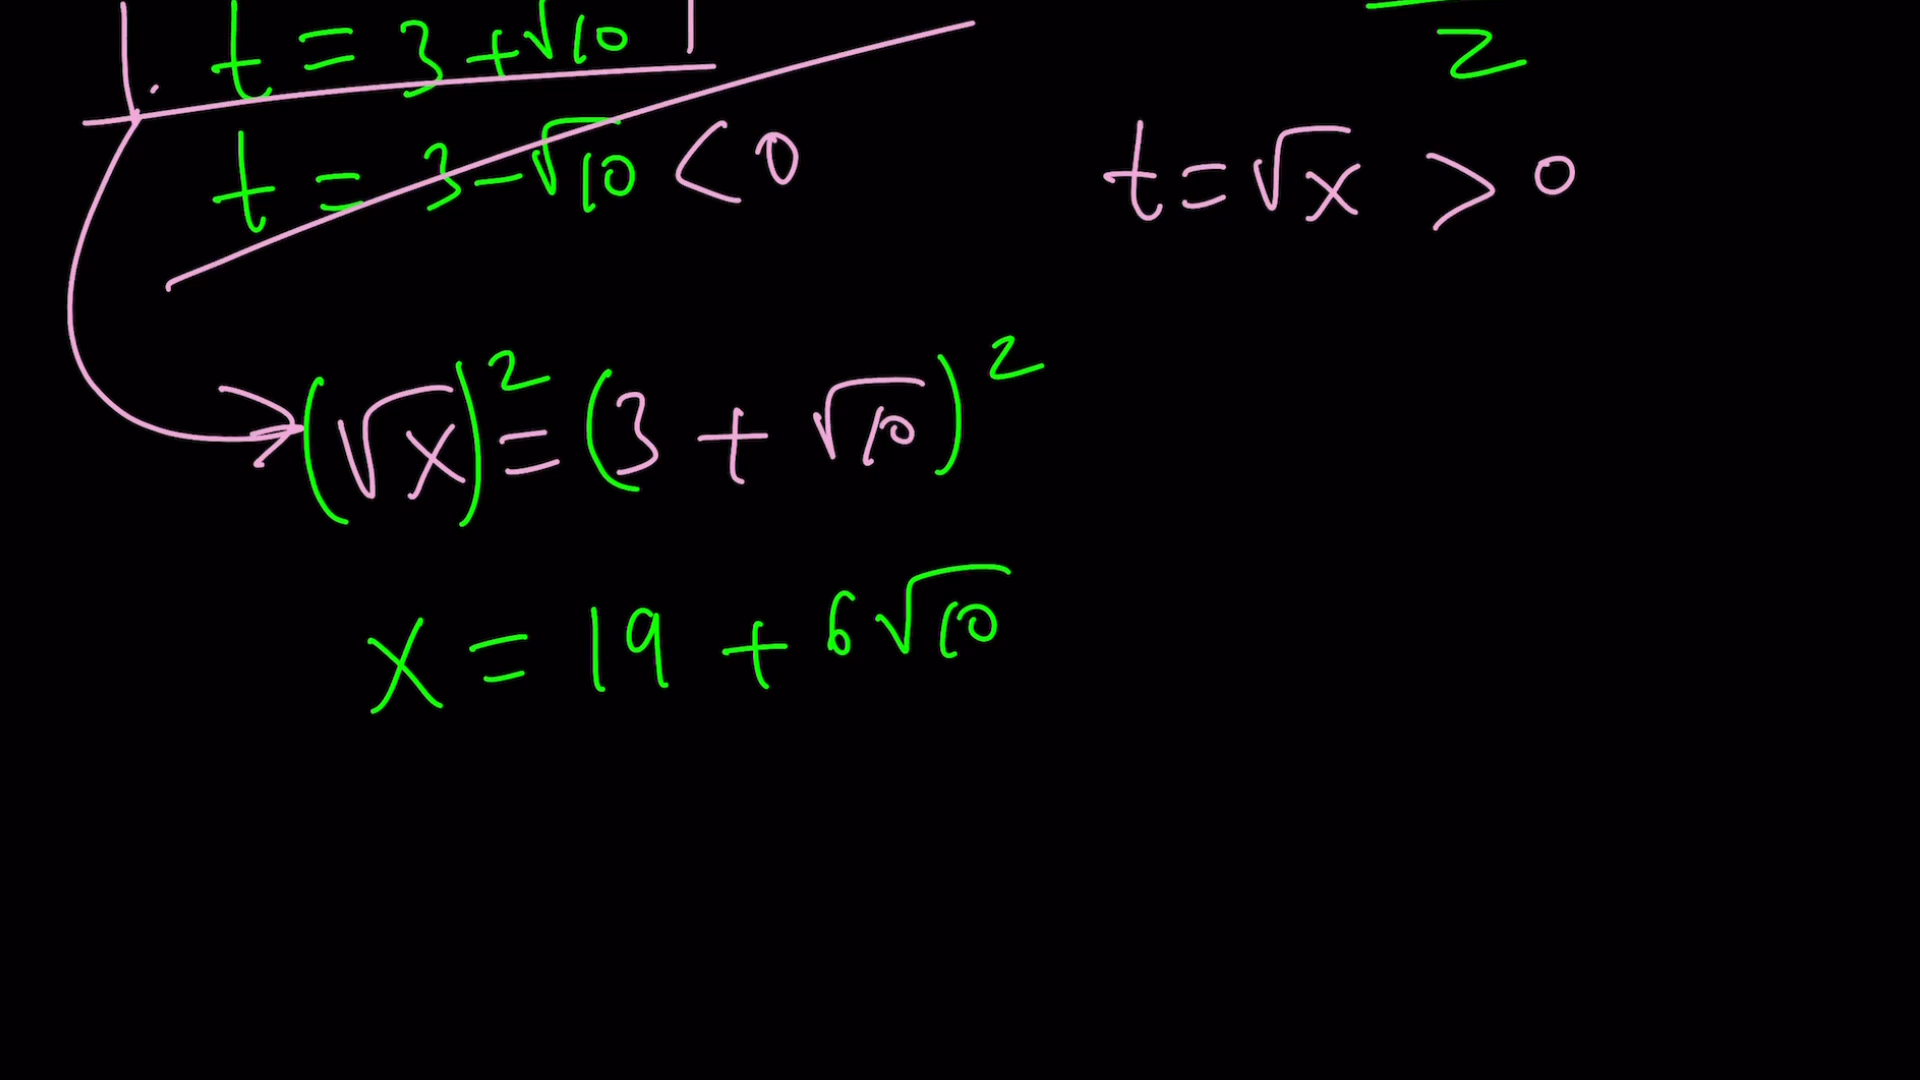 t = 3 + √10
2
t = 3 - √10 < 0
t = √x > 0
(√x)² = (3 + √10)²
x = 19 + 6√10